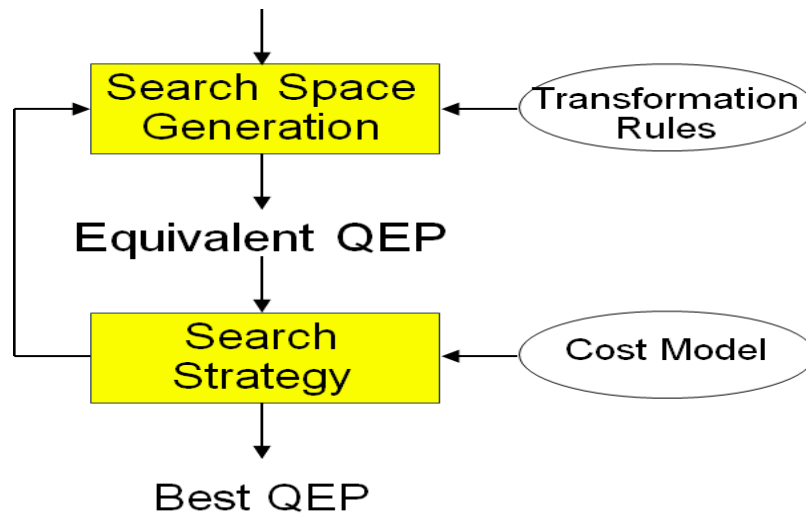 Search Space
Generation
Transformation
Rules
Equivalent QEP
Search
Strategy
Cost Model
Best QEP